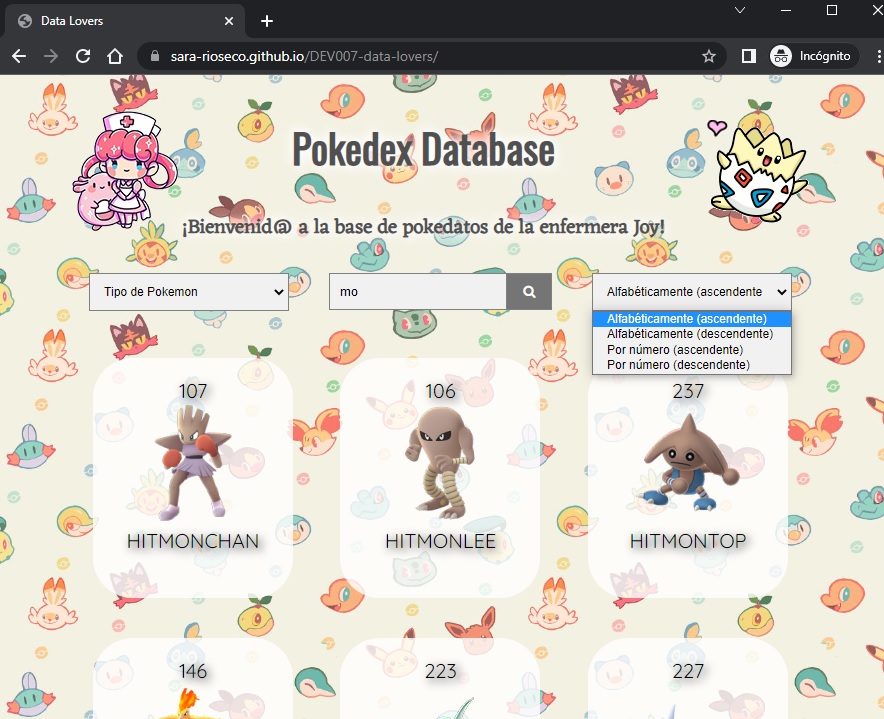 Data Lovers
sara-rioseco.github.io/DEV007-data-lovers/
Incógnito
Pokedex Database
¡Bienvenid@ a la base de pokedatos de la enfermera Joy!
Tipo de Pokemon
mo
Alfabéticamente (ascendente
Alfabéticamente (ascendente)
Alfabéticamente (descendente)
Por número (ascendente)
Por número (descendente)
107
106
237
HITMONCHAN
HITMONLEE
HITMONTOP
146
223
227